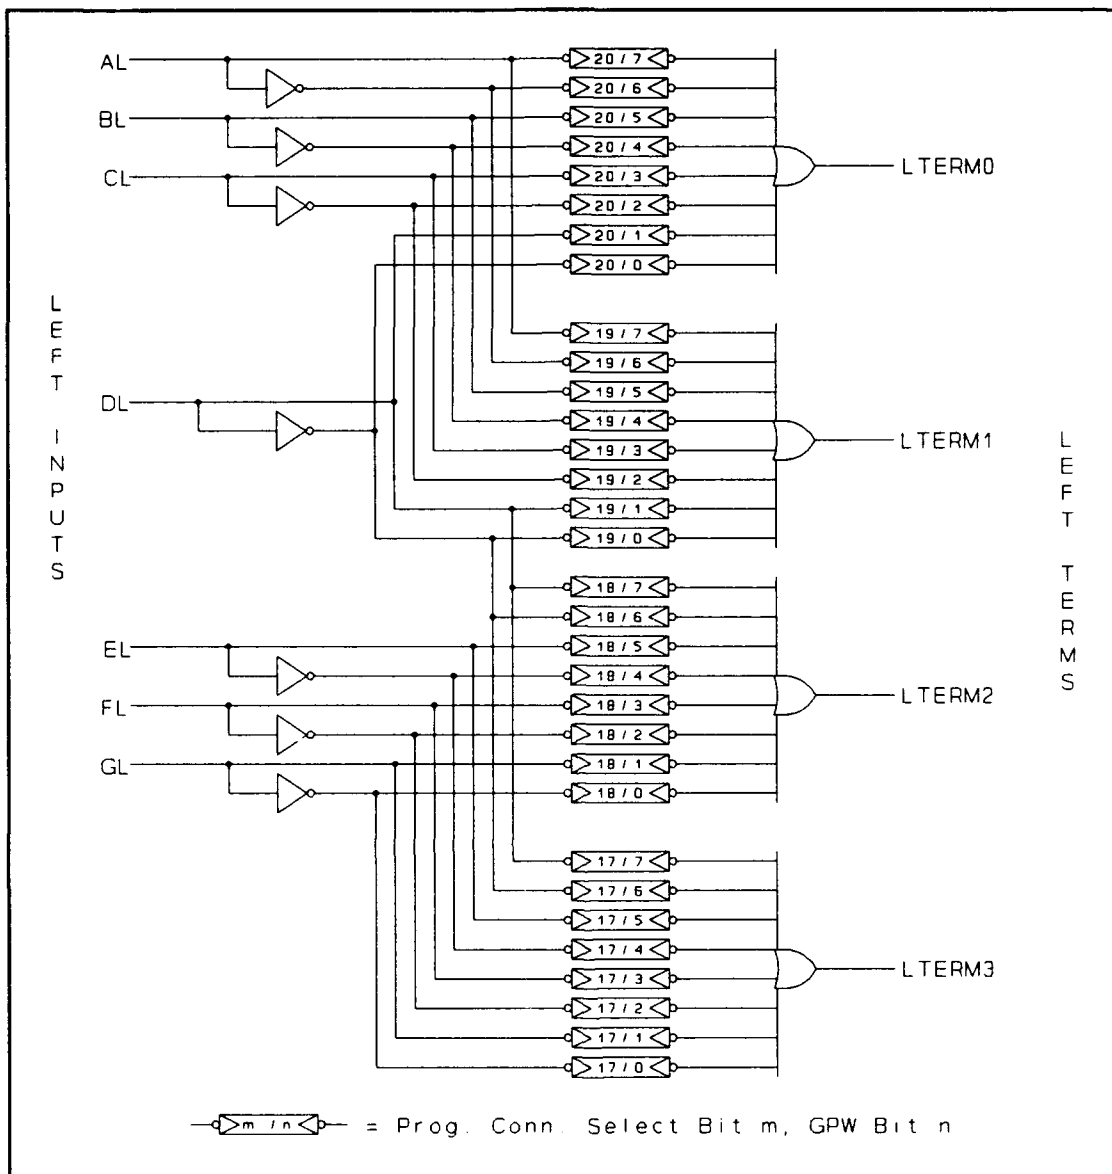 AL
20 / 7
20 / 6
BL
20 / 5
20 / 4
CL
20 / 3
20 / 2
20 / 1
20 / 0
LTERM0
LEFT INPUTS
19 / 7
19 / 6
19 / 5
DL
19 / 4
19 / 3
19 / 2
19 / 1
19 / 0
LTERM1
LEFT TERMS
18 / 7
18 / 6
EL
18 / 5
18 / 4
FL
18 / 3
18 / 2
GL
18 / 1
18 / 0
LTERM2
17 / 7
17 / 6
17 / 5
17 / 4
17 / 3
17 / 2
17 / 1
17 / 0
LTERM3
m / n = Prog. Conn. Select Bit m, GPW Bit n